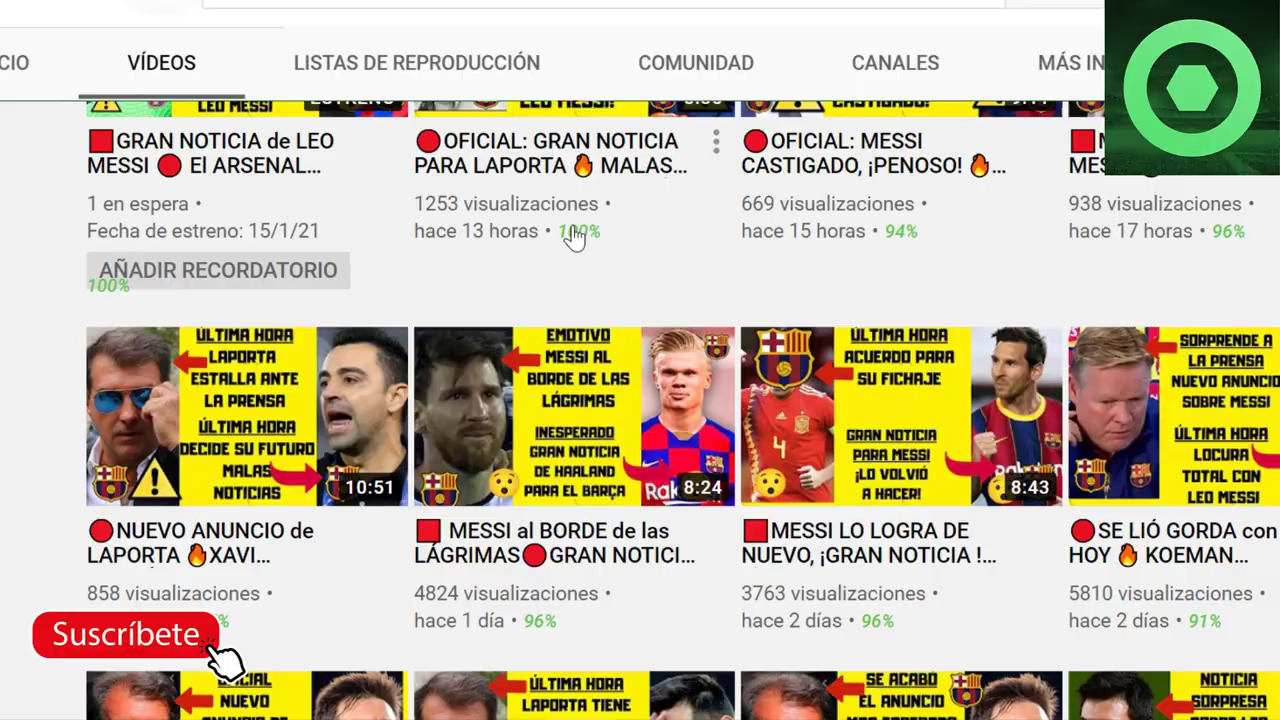 CIO
VÍDEOS
LISTAS DE REPRODUCCIÓN
COMUNIDAD
CANALES
MÁS IN
LEO MESSI
ESTRENO
LEO MESSI!
CASTIGADO!
GRAN NOTICIA de LEO
MESSI El ARSENAL...
1 en espera •
Fecha de estreno: 15/1/21
AÑADIR RECORDATORIO
100%
OFICIAL: GRAN NOTICIA
PARA LAPORTA MALAS...
1253 visualizaciones •
hace 13 horas • 100%
OFICIAL: MESSI
CASTIGADO, ¡PENOSO! ...
669 visualizaciones •
hace 15 horas • 94%
938 visualizaciones •
hace 17 horas • 96%
ÚLTIMA HORA
LAPORTA
ESTALLA ANTE
LA PRENSA
ÚLTIMA HORA
DECIDE SU FUTURO
MALAS
NOTICIAS
10:51
EMOTIVO
MESSI AL
BORDE DE LAS
LÁGRIMAS
INESPERADO
GRAN NOTICIA
DE HAALAND
PARA EL BARÇA
Rak
8:24
ÚLTIMA HORA
ACUERDO PARA
SU FICHAJE
GRAN NOTICIA
PARA MESSI
¡LO VOLVIÓ
A HACER!
4
8:43
SORPRENDE A
LA PRENSA
NUEVO ANUNCIO
SOBRE MESSI
ÚLTIMA HORA
LOCURA
TOTAL CON
LEO MESSI
NUEVO ANUNCIO de
LAPORTA XAVI...
858 visualizaciones •
MESSI al BORDE de las
LÁGRIMAS GRAN NOTICI...
4824 visualizaciones •
hace 1 día • 96%
MESSI LO LOGRA DE
NUEVO, ¡GRAN NOTICIA !...
3763 visualizaciones •
hace 2 días • 96%
SE LIÓ GORDA con
HOY KOEMAN...
5810 visualizaciones •
hace 2 días • 91%
Suscríbete
NUEVO
ÚLTIMA HORA
LAPORTA TIENE
SE ACABO
EL ANUNCIO
NOTICIA
SORPRESA